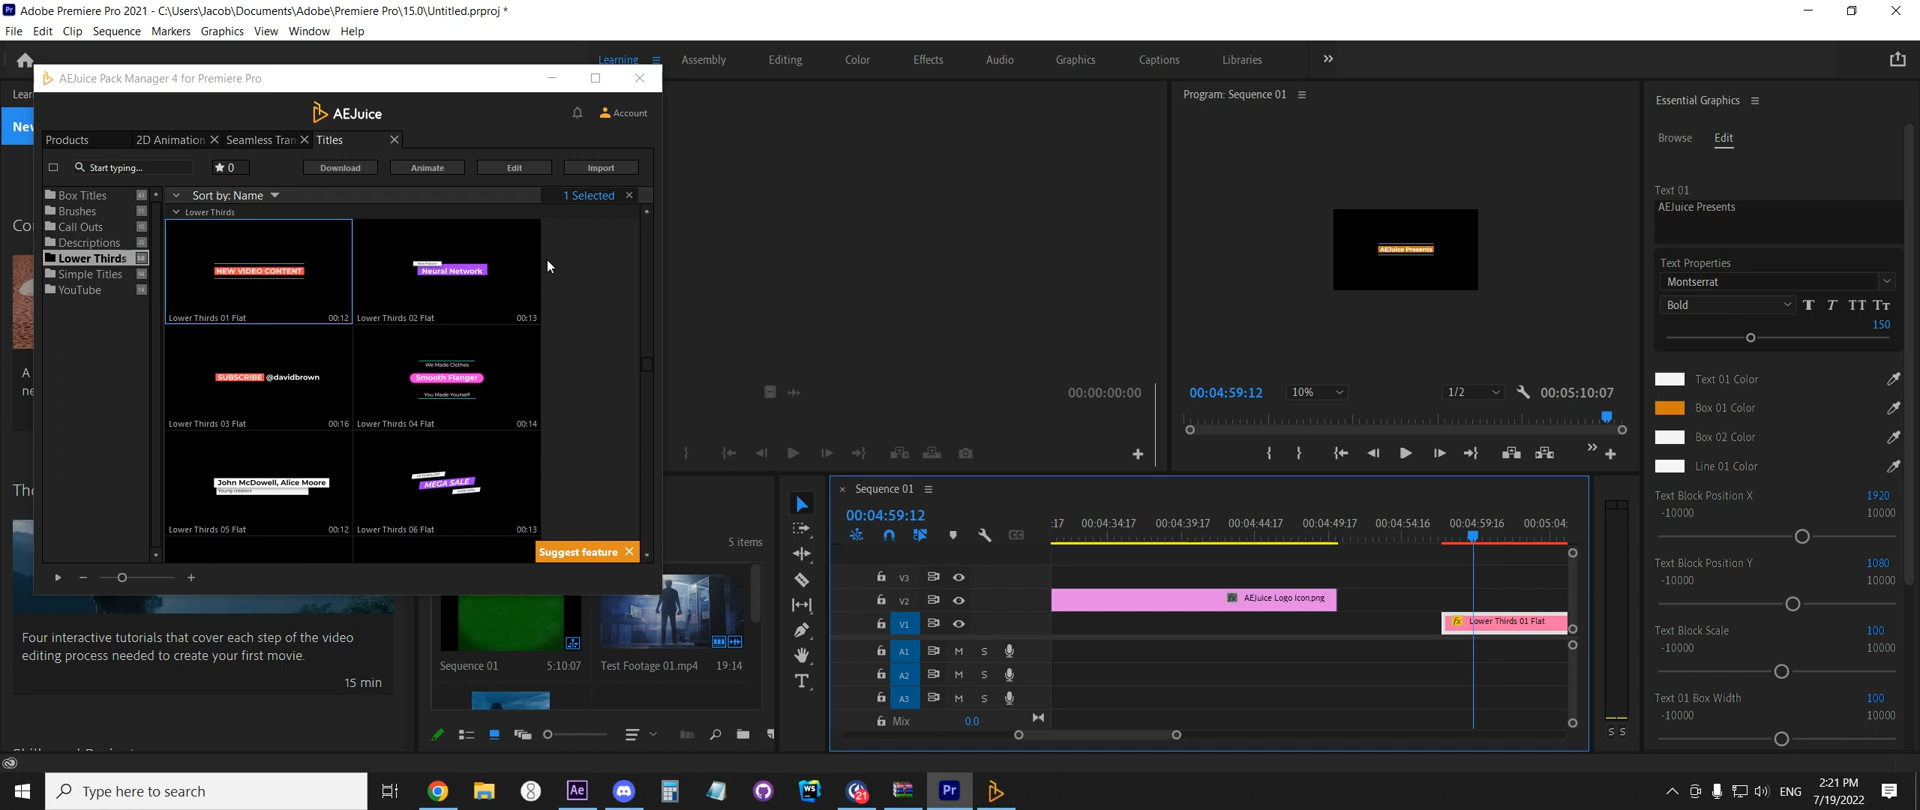 Adobe Premiere Pro 2021 - C:\Users\Jacob\Documents\Adobe\Premiere Pro\15.0\Untitled.prproj *
File Edit Clip Sequence Markers Graphics View Window Help
Learning Assembly Editing Color Effects Audio Graphics Captions Libraries
AEJuice Pack Manager 4 for Premiere Pro
AEJuice
Account
Products 2D Animation Seamless Tran Titles
Start typing... 0 Download Animate Edit Import
Box Titles
Brushes
Call Outs
Descriptions
Lower Thirds
Simple Titles
YouTube
Sort by: Name 1 Selected
Lower Thirds
NEW VIDEO CONTENT
Lower Thirds 01 Flat 00:12
Neural Network
Lower Thirds 02 Flat 00:13
SUBSCRIBE @davidbrown
Lower Thirds 03 Flat 00:16
We Made Clothes
Smooth Flanger
You Made Yourself
Lower Thirds 04 Flat 00:14
John McDowell, Alice Moore
Lower Thirds 05 Flat 00:12
MEGA SALE
Lower Thirds 06 Flat 00:13
Suggest feature
Four interactive tutorials that cover each step of the video
editing process needed to create your first movie.
15 min
5 items
Sequence 01 5:10:07
Test Footage 01.mp4 19:14
00:00:00:00
Program: Sequence 01
AEJuice Presents
00:04:59:12 10% 1/2 00:05:10:07
Sequence 01
00:04:59:12
:17 00:04:34:17 00:04:39:17 00:04:44:17 00:04:49:17 00:04:54:16 00:04:59:16 00:05:04:
V3
V2
AEJuice Logo Icon.png
V1
Lower Thirds 01 Flat
A1 M S
A2 M S
A3 M S
Mix 0.0
S S
Essential Graphics
Browse Edit
Text 01
AEJuice Presents
Text Properties
Montserrat
Bold
150
Text 01 Color
Box 01 Color
Box 02 Color
Line 01 Color
Text Block Position X 1920
-10000 10000
Text Block Position Y 1080
-10000 10000
Text Block Scale 100
-10000 10000
Text 01 Box Width 100
-10000 10000
Type here to search
21
ENG
2:21 PM
7/19/2022